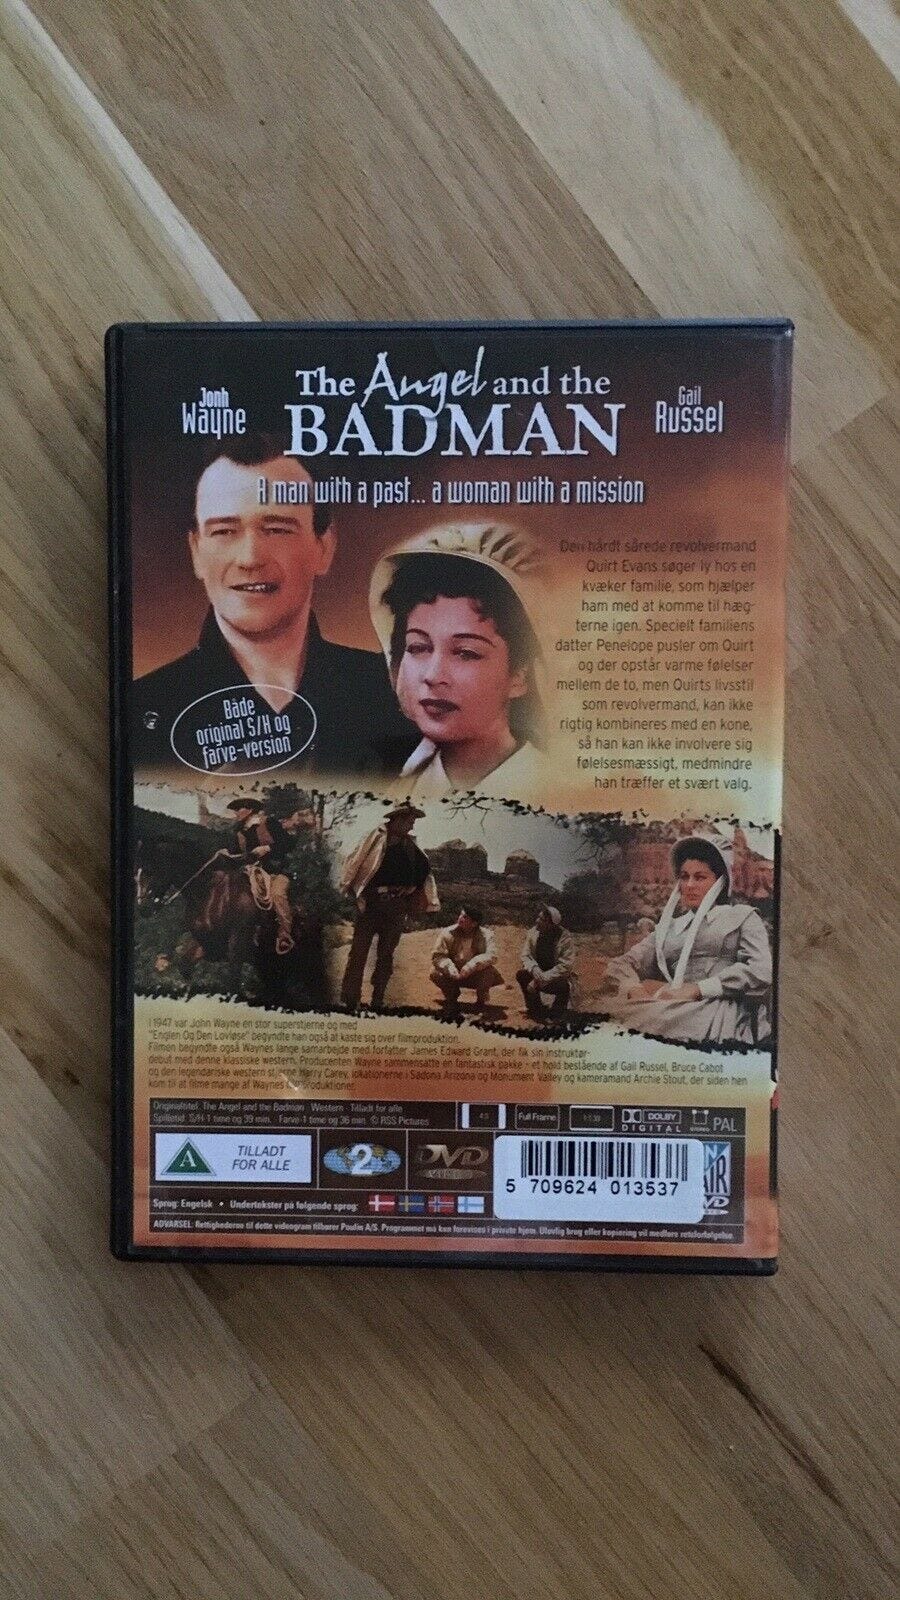 Jonh
Wayne
The Angel and the
BADMAN
Gail
Russel
A man with a past... a woman with a mission
Den hårdt sårede revolvermand
Quirt Evans søger ly hos en
kvæker familie, som hjælper
ham med at komme til hæg-
terne igen. Specielt familiens
datter Penelope pusler om Quirt
og der opstår varme følelser
mellem de to, men Quirts livsstil
som revolvermand, kan ikke
rigtig kombineres med en kone,
så han kan ikke involvere sig
følelsesmæssigt, medmindre
han træffer et svært valg.
Både
original S/H og
farve-version
I 1947 var John Wayne en stor superstjerne og med
"Englen Og Den Lovløse" begyndte han også at kaste sig over filmproduktion.
Filmen begyndte også Waynes lange samarbejde med forfatter James Edward Grant, der fik sin instruktør-
debut med denne klassiske western. Producenten Wayne sammensatte en fantastisk pakke - et hold bestående af Gail Russel, Bruce Cabot
og den legendariske western stjerne Harry Carey, lokationerne i Sadona Arizona og Monument Valley og kameramand Archie Stout, der siden hen
kom til at filme mange af Waynes produktioner.
Originaltitel: The Angel and the Badman · Western · Tilladt for alle
Spilletid: S/H-1 time og 39 min. · Farve-1 time og 36 min. © RSS Pictures
4:3
Full Frame
DOLBY
DIGITAL
STEREO
PAL
A
TILLADT
FOR ALLE
2
DVD
VIDEO
5 709624 013537
AIR
Sprog: Engelsk • Undertekster på følgende sprog:
ADVARSEL: Rettighederne til dette videogram tilhører Paulin A/S. Programmet må kun forevises i private hjem. Ulovlig brug eller kopiering vil medføre retsforfølgelse